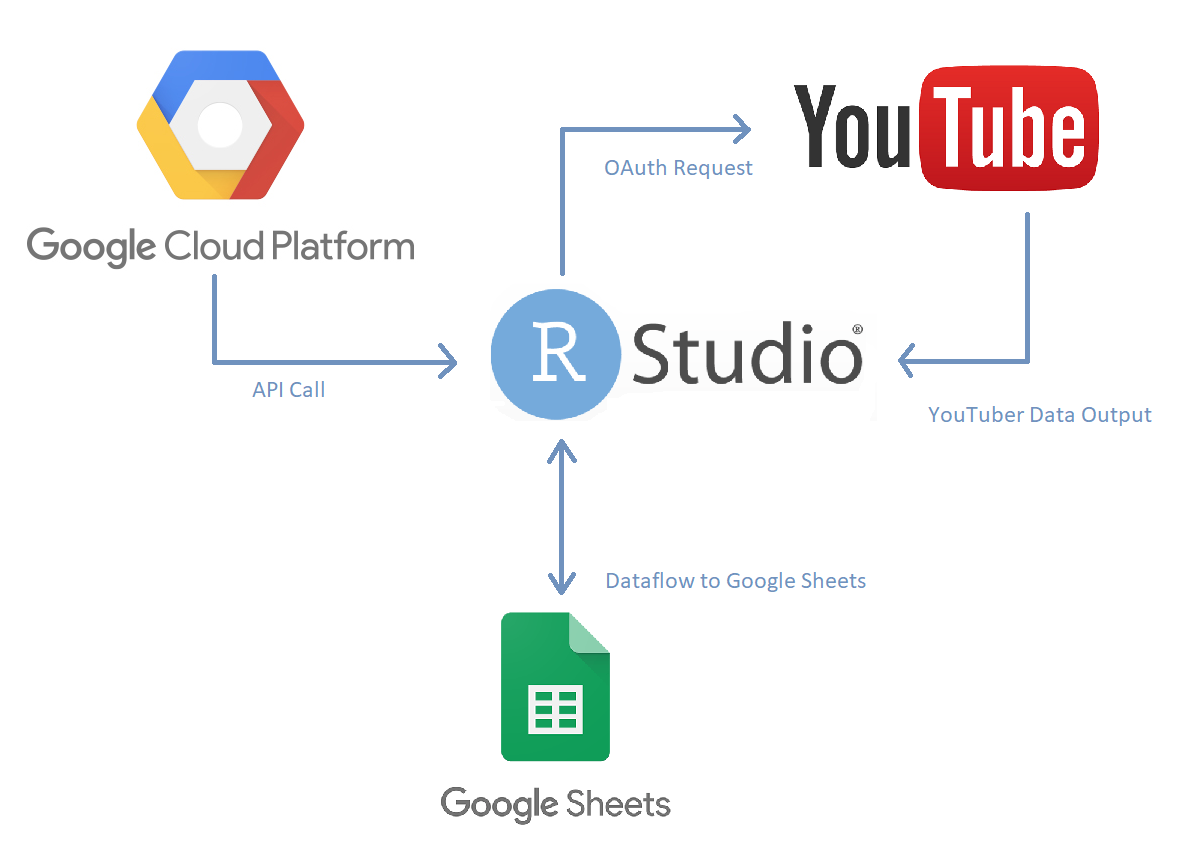 YouTube
OAuth Request
Google Cloud Platform
R Studio®
API Call
YouTuber Data Output
Dataflow to Google Sheets
Google Sheets